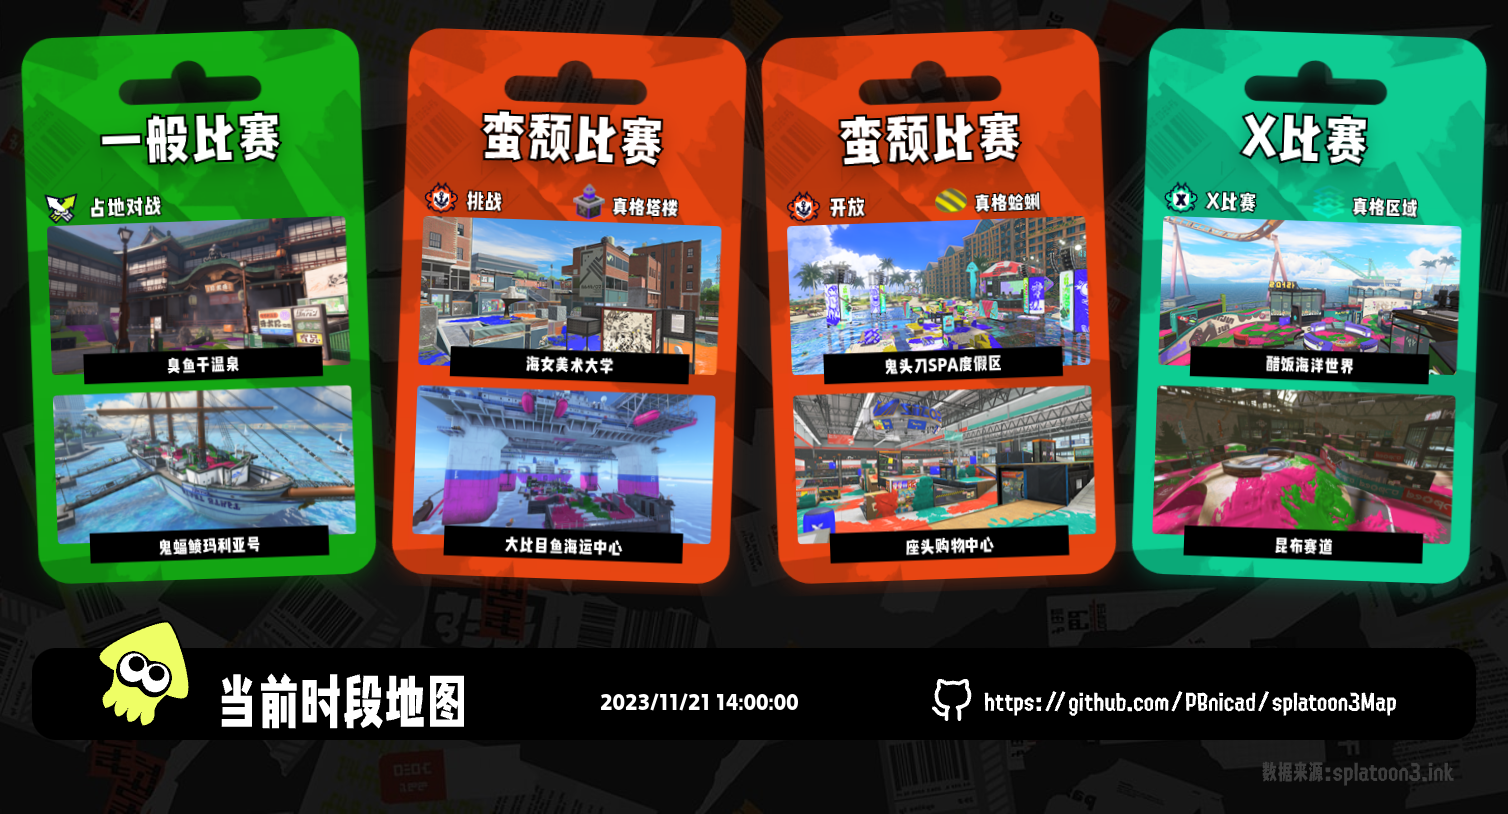 一般比赛
占地对战
臭鱼干温泉
鬼蝠鲼玛利亚号
蛮颓比赛
挑战
真格塔楼
海女美术大学
大比目鱼海运中心
蛮颓比赛
开放
真格蛤蜊
鬼头刀SPA度假区
座头购物中心
X比赛
X比赛
真格区域
醋饭海洋世界
昆布赛道
当前时段地图
2023/11/21 14:00:00
https://github.com/PBnicad/splatoon3Map
数据来源:splatoon3.ink